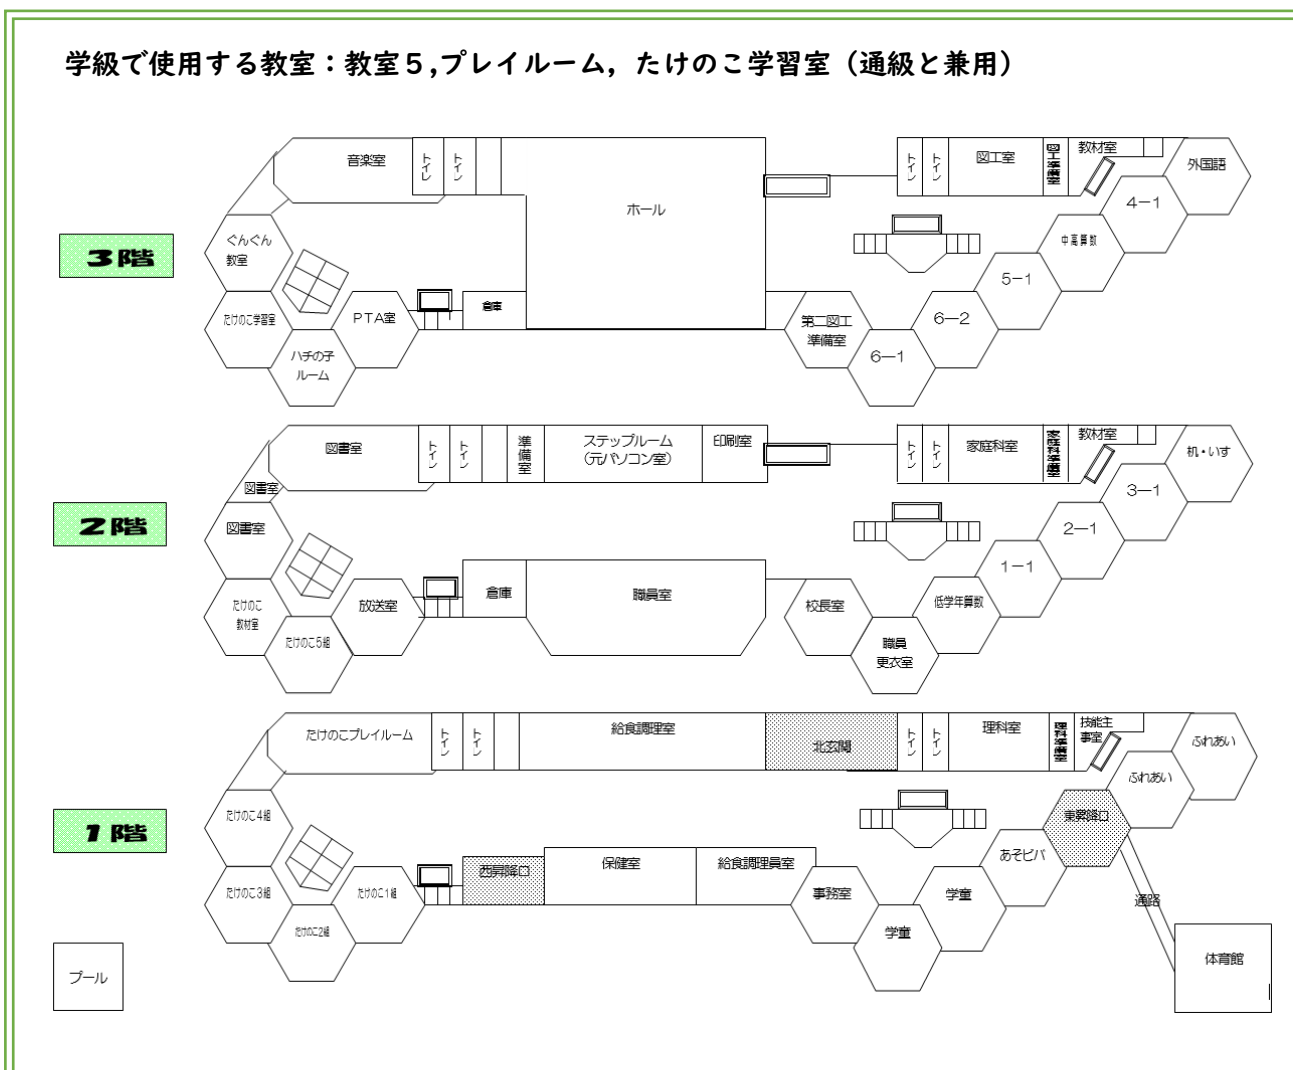 学級で使用する教室：教室５,プレイルーム，たけのこ学習室（通級と兼用）
3階
音楽室
トイレ
トイレ
ホール
トイレ
トイレ
図工室
図工準備室
教材室
外国語
4－1
中高算数
5－1
6－2
6－1
第二図工
準備室
ぐんぐん
教室
たけのこ学習室
ハチの子
ルーム
PTA室
倉庫
2階
図書室
図書室
図書室
トイレ
トイレ
準備室
ステップルーム
（元パソコン室）
印刷室
トイレ
トイレ
家庭科室
家庭科準備室
教材室
机・いす
3－1
2－1
1－1
低学年算数
職員
更衣室
校長室
職員室
倉庫
放送室
たけのこ5組
たけのこ
教材室
1階
たけのこプレイルーム
トイレ
トイレ
給食調理室
北玄関
トイレ
トイレ
理科室
理科準備室
技能主
事室
ふれあい
ふれあい
東昇降口
あそビバ
学童
学童
事務室
給食調理員室
保健室
西昇降口
たけのこ1組
たけのこ2組
たけのこ3組
たけのこ4組
通路
体育館
プール